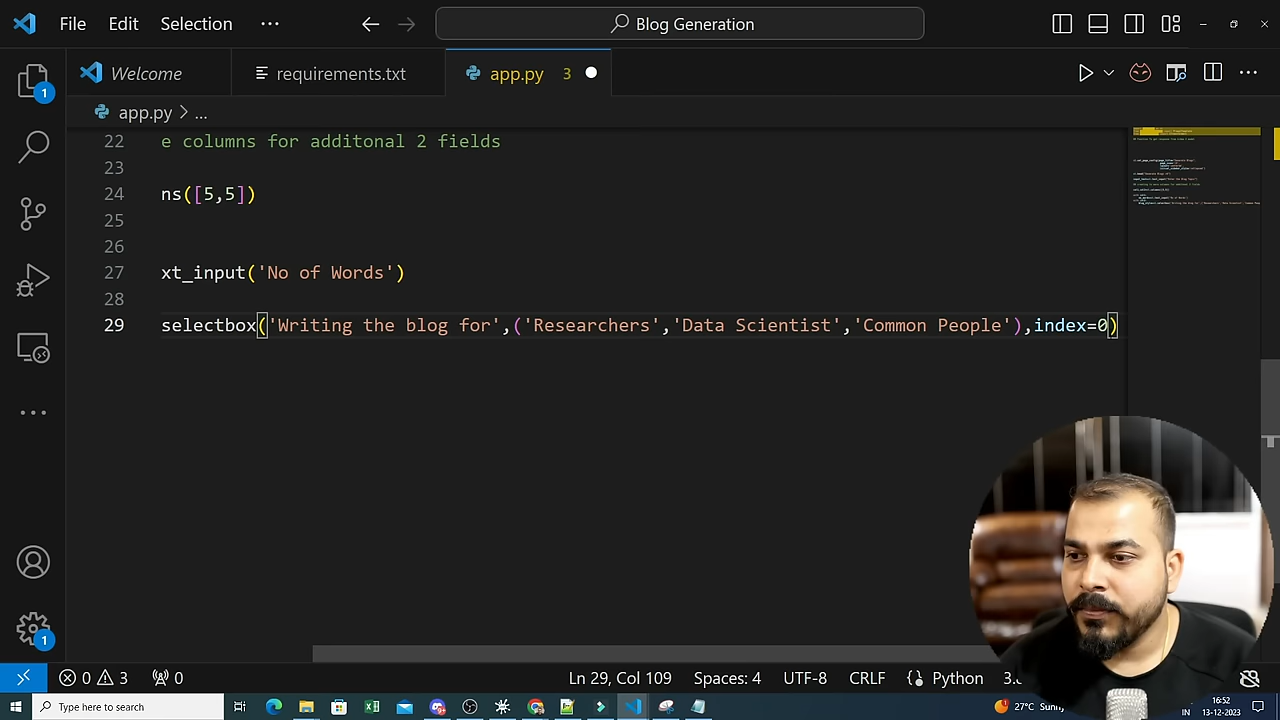 File Edit Selection ... Blog Generation
Welcome requirements.txt app.py 3
app.py > ...
22 e columns for additonal 2 fields
23
24 ns([5,5])
25
26
27 xt_input('No of Words')
28
29 selectbox('Writing the blog for',('Researchers','Data Scientist','Common People'),index=0)
1
1
0 3 0 Ln 29, Col 109 Spaces: 4 UTF-8 CRLF Python
Type here to search 27°C IN 16:52
13-12-2023